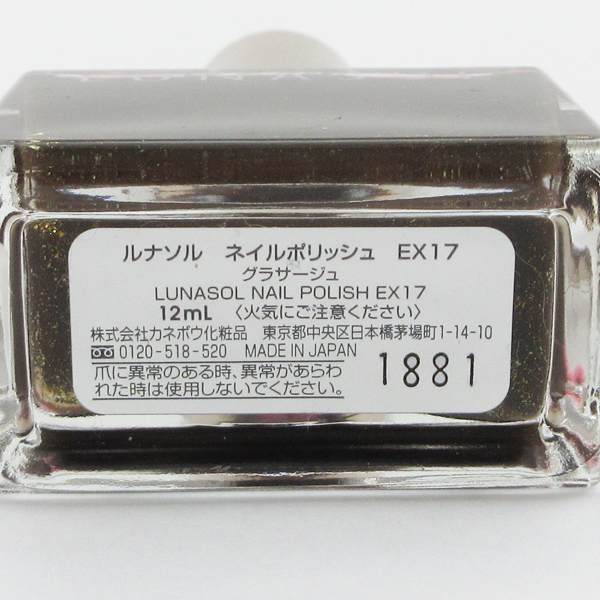 ルナソル ネイルポリッシュ EX17
グラサージュ
LUNASOL NAIL POLISH EX17
12mL 〈火気にご注意ください〉
株式会社カネボウ化粧品 東京都中央区日本橋茅場町1-14-10
0120-518-520 MADE IN JAPAN
爪に異常のある時、異常があらわ
れた時は使用しないでください。
1881